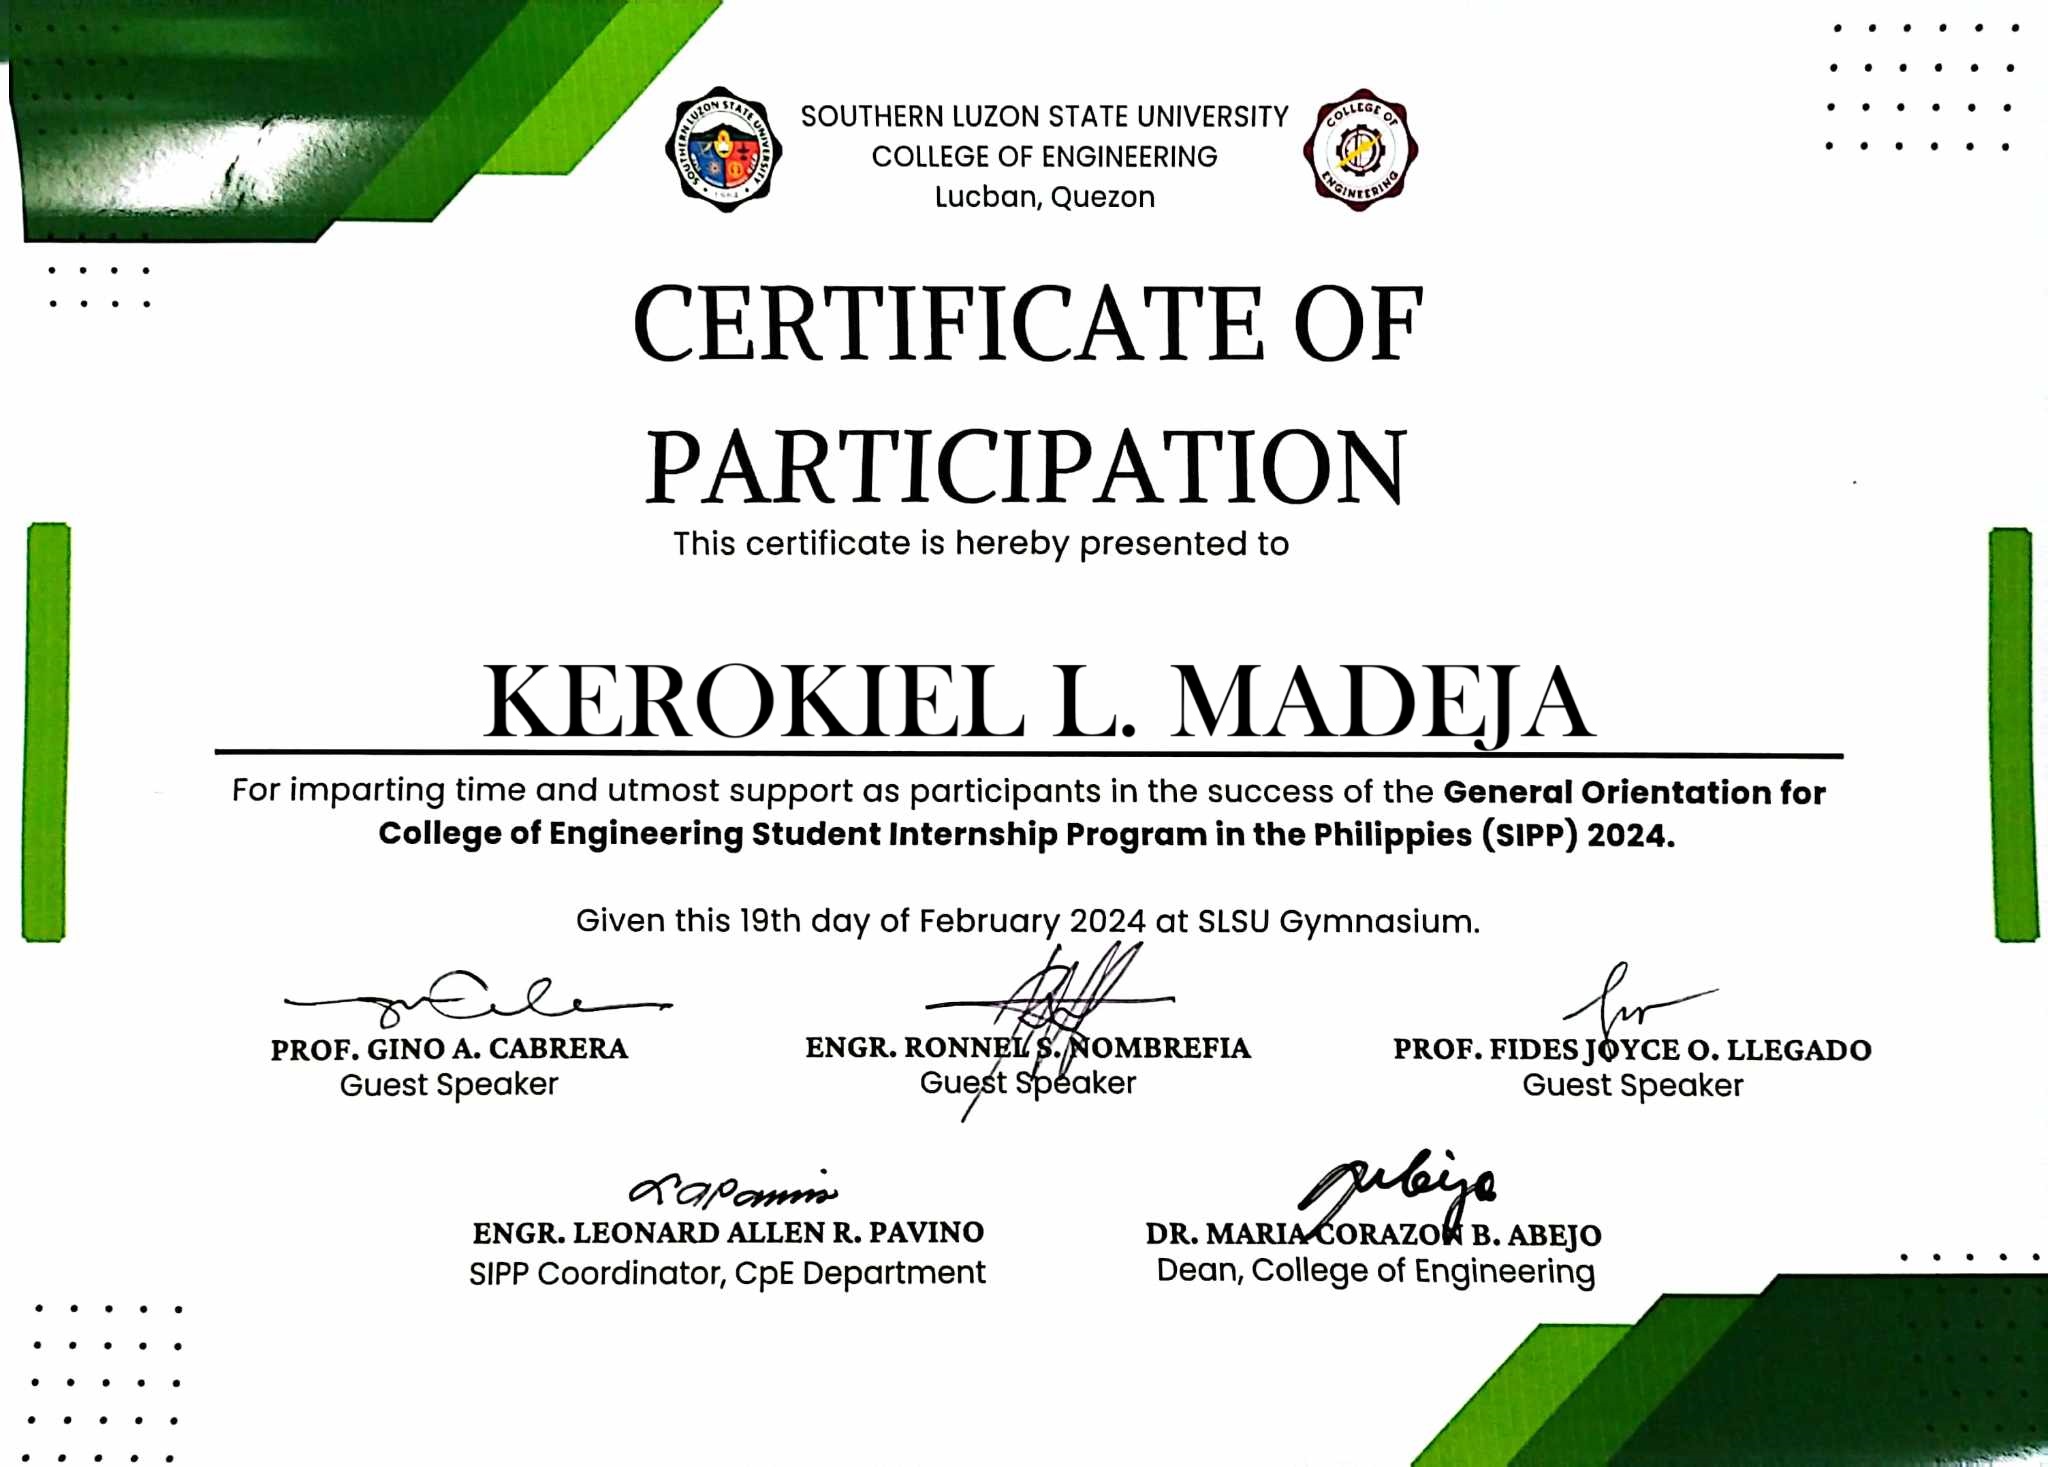 SOUTHERN LUZON STATE UNIVERSITY
COLLEGE OF ENGINEERING
Lucban, Quezon
SOUTHERN LUZON STATE UNIVERSITY
1964
COLLEGE OF ENGINEERING
CERTIFICATE OF
PARTICIPATION
This certificate is hereby presented to
KEROKIEL L. MADEJA
For imparting time and utmost support as participants in the success of the General Orientation for
College of Engineering Student Internship Program in the Philippies (SIPP) 2024.
Given this 19th day of February 2024 at SLSU Gymnasium.
PROF. GINO A. CABRERA
Guest Speaker
ENGR. RONNEL S. NOMBREFIA
Guest Speaker
PROF. FIDES JOYCE O. LLEGADO
Guest Speaker
ENGR. LEONARD ALLEN R. PAVINO
SIPP Coordinator, CpE Department
DR. MARIA CORAZON B. ABEJO
Dean, College of Engineering